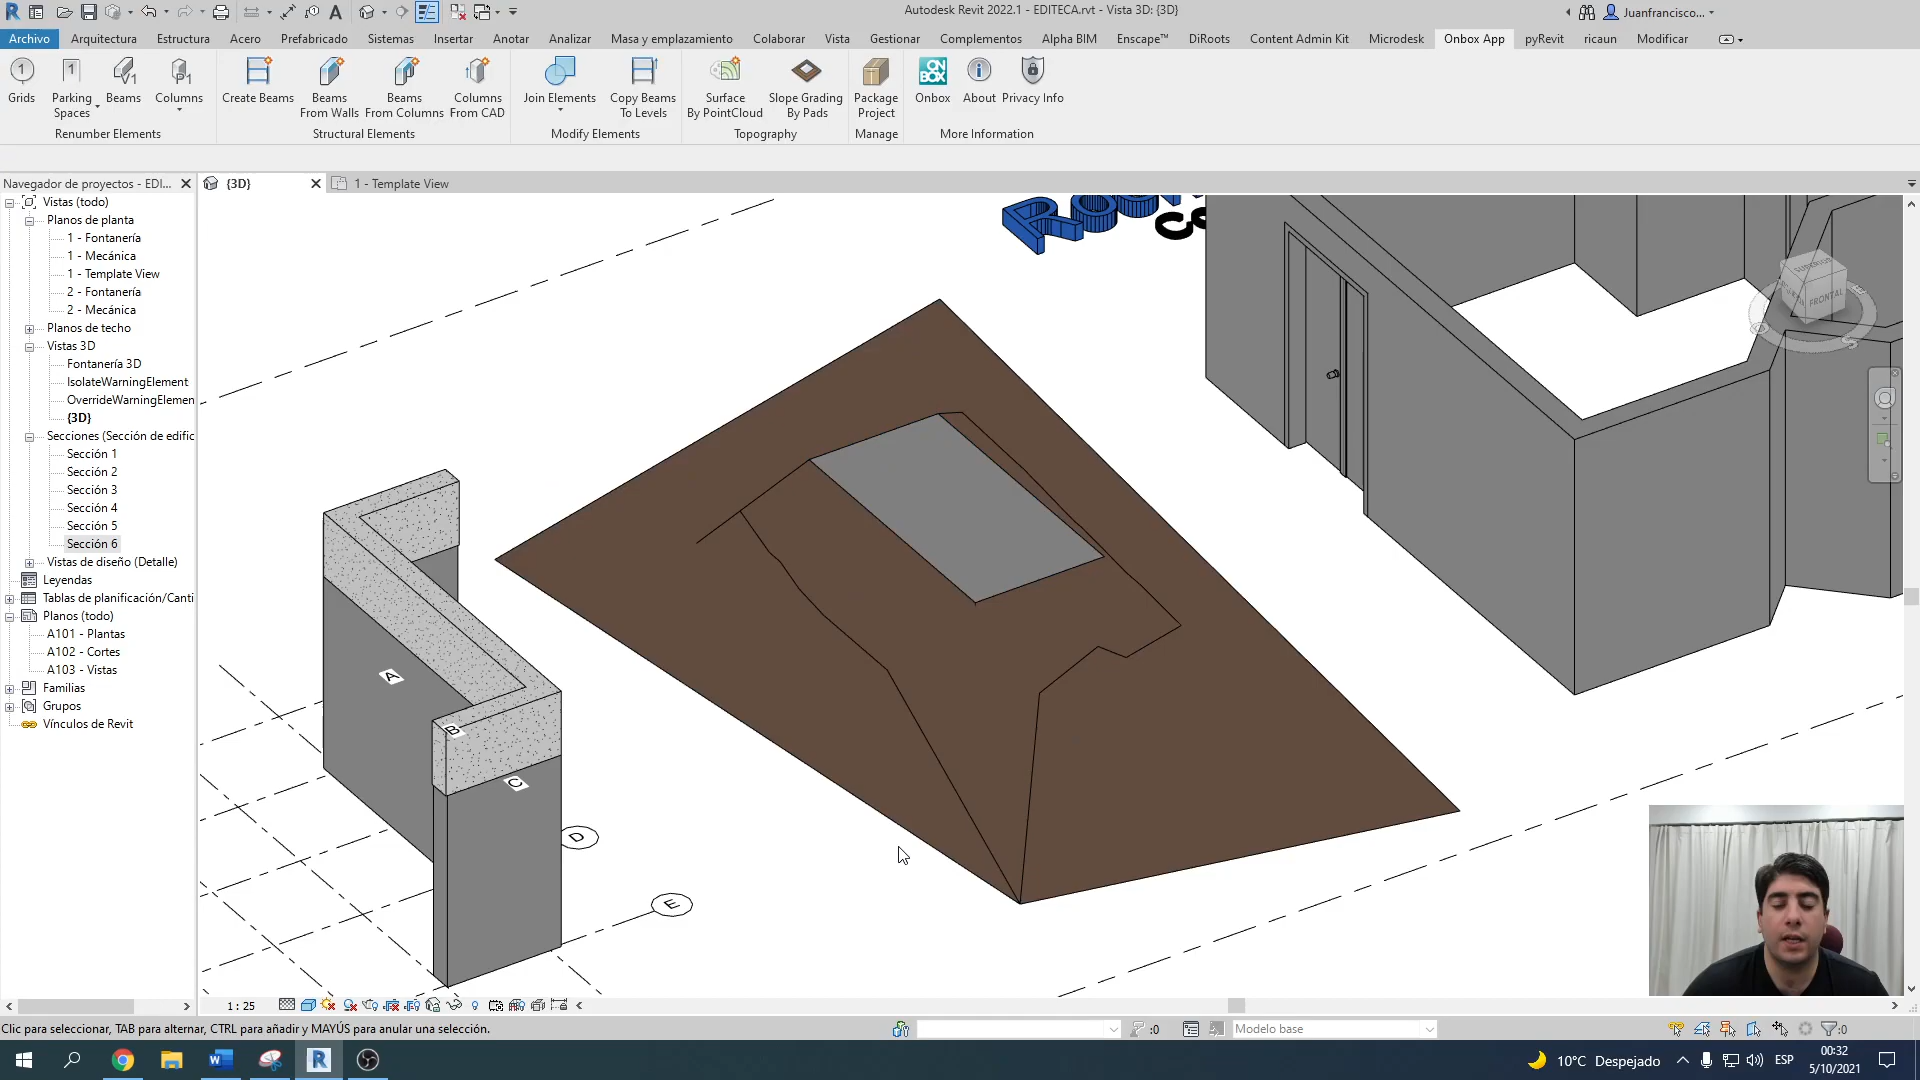 Autodesk Revit 2022.1 - EDITECA.rvt - Vista 3D: {3D}
Juanfrancisco...
Archivo Arquitectura Estructura Acero Prefabricado Sistemas Insertar Anotar Analizar Masa y emplazamiento Colaborar Vista Gestionar Complementos Alpha BIM Enscape™ DiRoots Content Admin Kit Microdesk Onbox App pyRevit ricaun Modificar
Grids Parking Spaces Beams Columns Create Beams Beams From Walls Beams From Columns Columns From CAD Join Elements Copy Beams To Levels Surface By PointCloud Slope Grading By Pads Package Project Onbox About Privacy Info
Renumber Elements Structural Elements Modify Elements Topography Manage More Information
Navegador de proyectos - EDI...
{3D}
1 - Template View
Vistas (todo)
Planos de planta
1 - Fontanería
1 - Mecánica
1 - Template View
2 - Fontanería
2 - Mecánica
Planos de techo
Vistas 3D
Fontanería 3D
IsolateWarningElement
OverrideWarningElemen
{3D}
Secciones (Sección de edific
Sección 1
Sección 2
Sección 3
Sección 4
Sección 5
Sección 6
Vistas de diseño (Detalle)
Leyendas
Tablas de planificación/Canti
Planos (todo)
A101 - Plantas
A102 - Cortes
A103 - Vistas
Familias
Grupos
Vínculos de Revit
SUPERIOR
FRONTAL
S
A
B
C
D
E
1 : 25
Clic para seleccionar, TAB para alternar, CTRL para añadir y MAYÚS para anular una selección.
:0
Modelo base
:0
10°C Despejado
ESP
00:32
5/10/2021